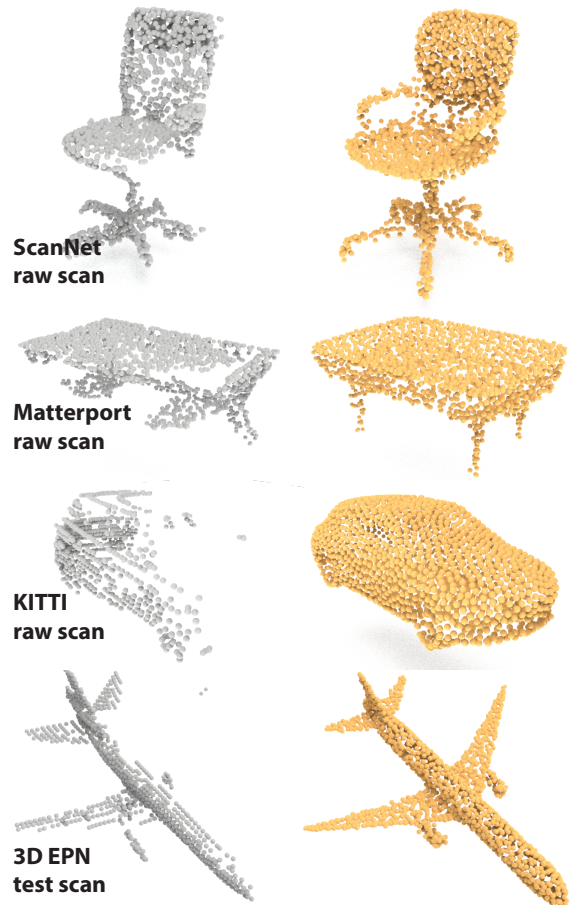 ScanNet
raw scan
Matterport
raw scan
KITTI
raw scan
3D EPN
test scan